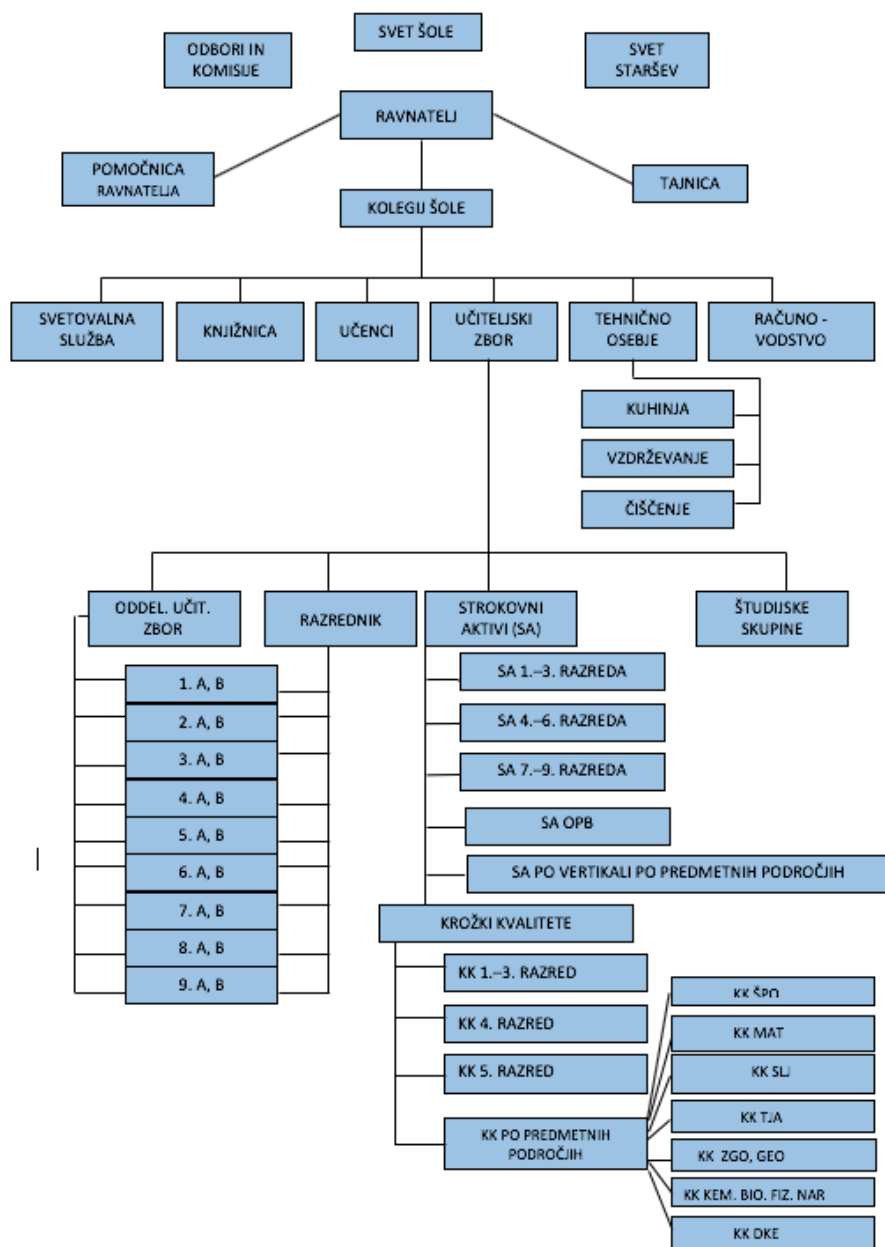 SVET ŠOLE
ODBORI IN
KOMISIJE
SVET
STARŠEV
RAVNATELJ
POMOČNICA
RAVNATELJA
TAJNICA
KOLEGIJ ŠOLE
SVETOVALNA
SLUŽBA
KNJIŽNICA
UČENCI
UČITELJSKI
ZBOR
TEHNIČNO
OSEBJE
RAČUNO -
VODSTVO
KUHINJA
VZDRŽEVANJE
ČIŠČENJE
ODDEL. UČIT.
ZBOR
RAZREDNIK
STROKOVNI
AKTIVI (SA)
ŠTUDIJSKE
SKUPINE
1. A, B
2. A, B
3. A, B
4. A, B
5. A, B
6. A, B
7. A, B
8. A, B
9. A, B
SA 1.–3. RAZREDA
SA 4.–6. RAZREDA
SA 7.–9. RAZREDA
SA OPB
SA PO VERTIKALI PO PREDMETNIH PODROČJIH
KROŽKI KVALITETE
KK 1.–3. RAZRED
KK 4. RAZRED
KK 5. RAZRED
KK PO PREDMETNIH
PODROČJIH
KK ŠPO
KK MAT
KK SLJ
KK TJA
KK ZGO, GEO
KK KEM. BIO. FIZ. NAR
KK DKE